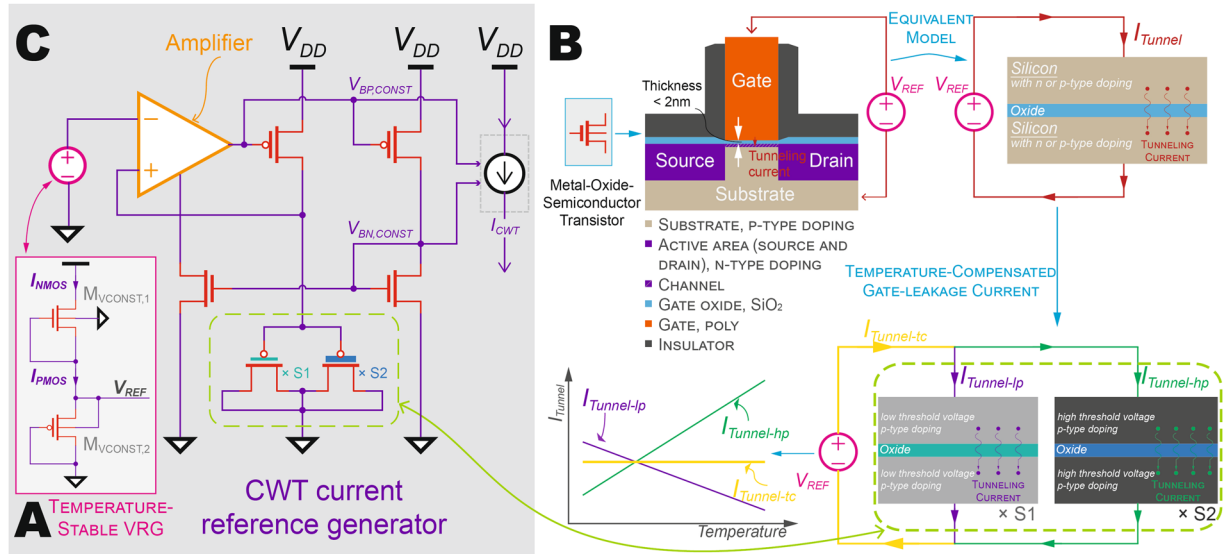 C
Amplifier
V_DD
V_DD
V_DD
V_BP,CONST
−
+
+
−
V_BN,CONST
I_CWT
I_NMOS
M_VCONST,1
I_PMOS
V_REF
M_VCONST,2
× S1
× S2
A
TEMPERATURE-
STABLE VRG
CWT current
reference generator
B
EQUIVALENT
MODEL
Thickness
< 2nm
Gate
Source
Drain
Tunneling
current
Substrate
Metal-Oxide-
Semiconductor
Transistor
V_REF
+
−
V_REF
+
−
I_Tunnel
Silicon
with n or p-type doping
Oxide
Silicon
with n or p-type doping
TUNNELING
CURRENT
SUBSTRATE, P-TYPE DOPING
ACTIVE AREA (SOURCE AND
DRAIN), N-TYPE DOPING
CHANNEL
GATE OXIDE, SIO₂
GATE, POLY
INSULATOR
TEMPERATURE-COMPENSATED
GATE-LEAKAGE CURRENT
I_Tunnel
I_Tunnel-lp
I_Tunnel-hp
I_Tunnel-tc
Temperature
I_Tunnel-tc
V_REF
+
−
I_Tunnel-lp
I_Tunnel-hp
low threshold voltage
p-type doping
Oxide
low threshold voltage
p-type doping
TUNNELING
CURRENT
× S1
high threshold voltage
p-type doping
Oxide
high threshold voltage
p-type doping
TUNNELING
CURRENT
× S2